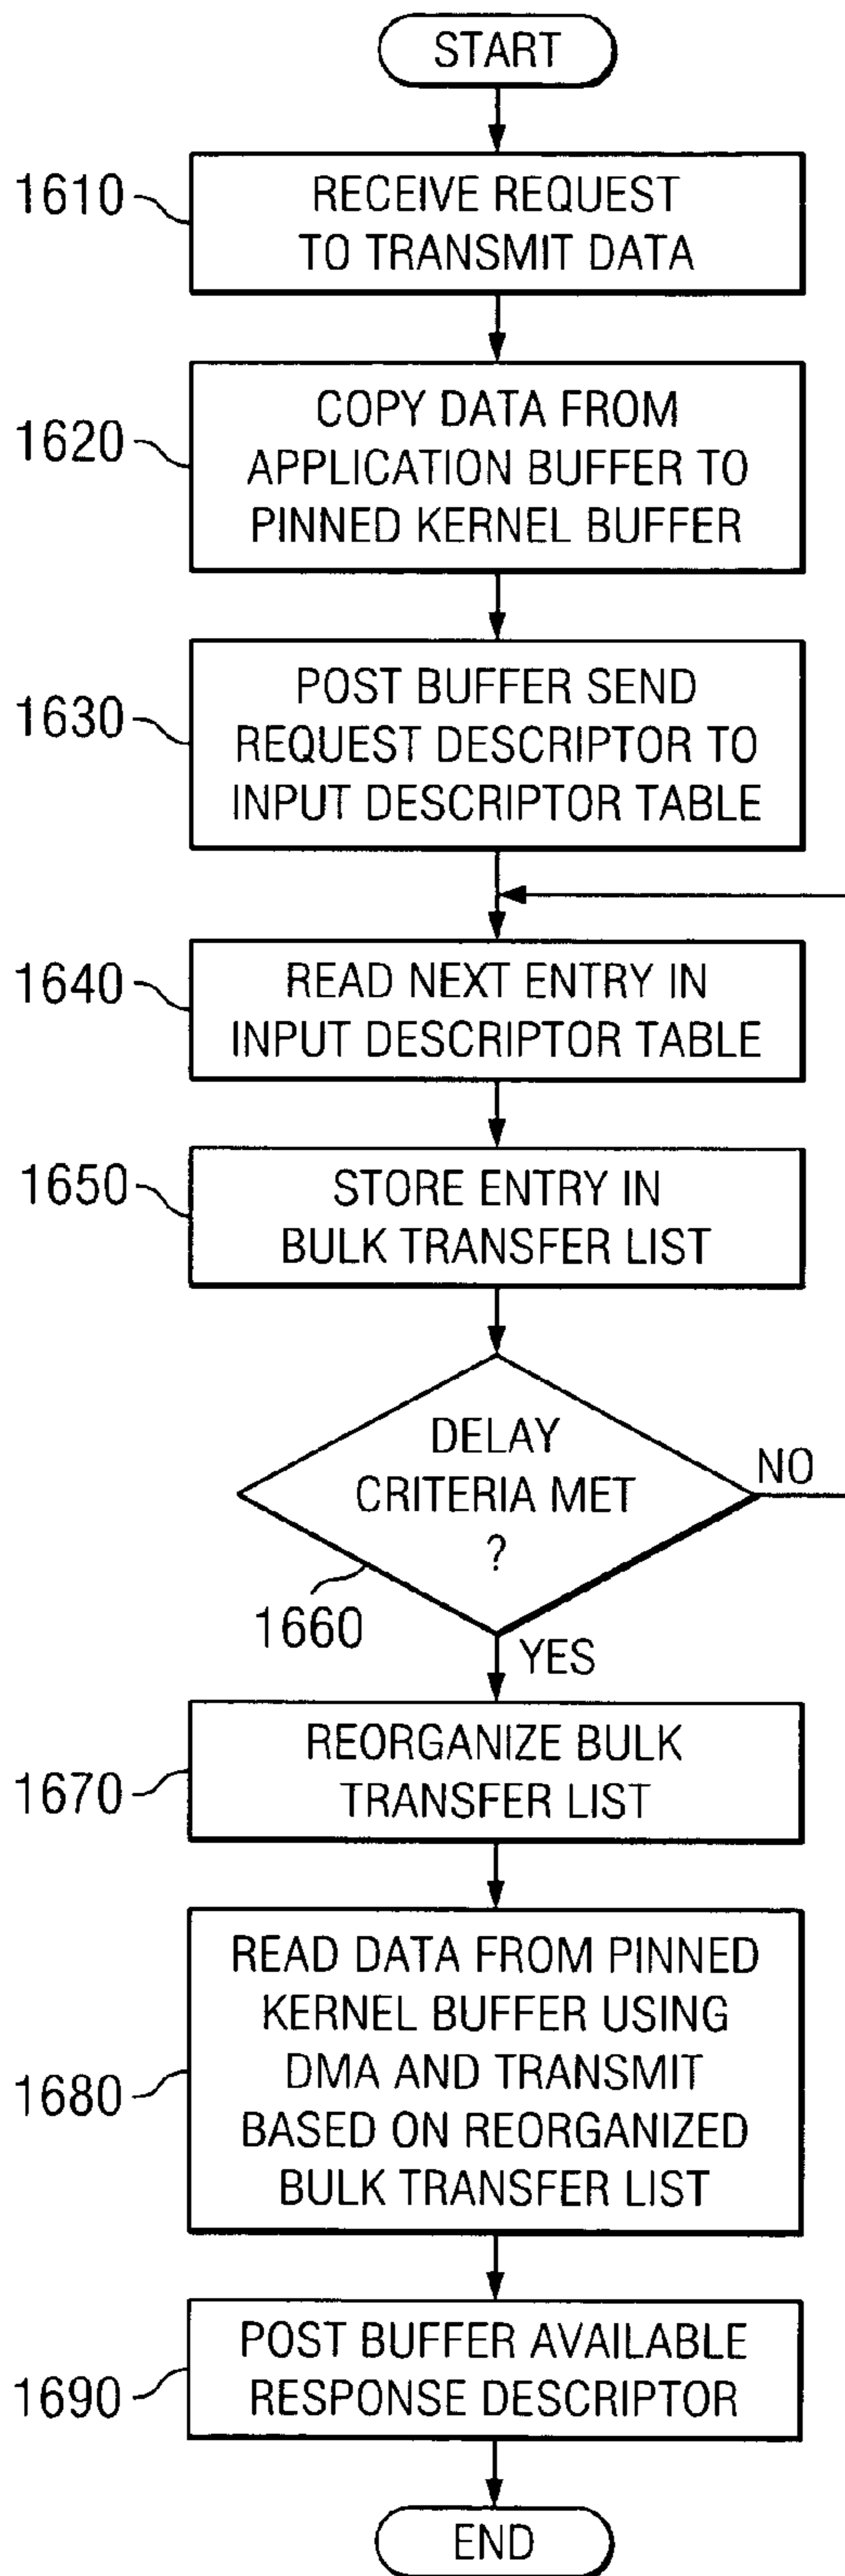 START
1610
RECEIVE REQUEST
TO TRANSMIT DATA
1620
COPY DATA FROM
APPLICATION BUFFER TO
PINNED KERNEL BUFFER
1630
POST BUFFER SEND
REQUEST DESCRIPTOR TO
INPUT DESCRIPTOR TABLE
1640
READ NEXT ENTRY IN
INPUT DESCRIPTOR TABLE
1650
STORE ENTRY IN
BULK TRANSFER LIST
DELAY
CRITERIA MET
?
NO
1660
YES
1670
REORGANIZE BULK
TRANSFER LIST
1680
READ DATA FROM PINNED
KERNEL BUFFER USING
DMA AND TRANSMIT
BASED ON REORGANIZED
BULK TRANSFER LIST
1690
POST BUFFER AVAILABLE
RESPONSE DESCRIPTOR
END